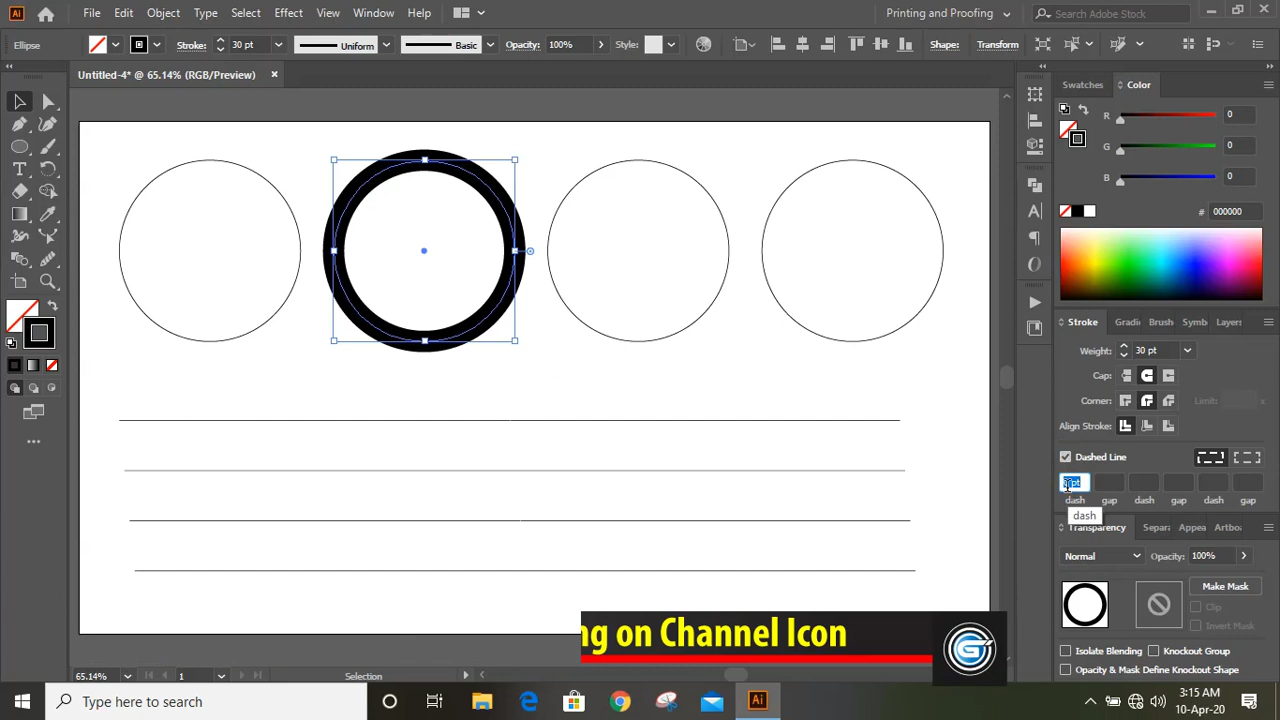 File Edit Object Type Select Effect View Window Help
Printing and Proofing
Search Adobe Stock
Ellipse
Stroke:
30 pt
Uniform
Basic
Opacity:
100%
Style:
Shape:
Transform
Untitled-4* @ 65.14% (RGB/Preview)
Swatches
Color
R
0
G
0
B
0
#
000000
Stroke
Gradi
Brush
Symb
Layers
Weight:
30 pt
Cap:
Corner:
Limit:
x
Align Stroke:
Dashed Line
dash gap dash gap dash gap
dash
Transparency
Separa
Appea
Artboa
Normal
Opacity:
100%
Make Mask
Clip
Invert Mask
Isolate Blending
Knockout Group
Opacity & Mask Define Knockout Shape
ng on Channel Icon
65.14%
1
Selection
Type here to search
3:15 AM
10-Apr-20